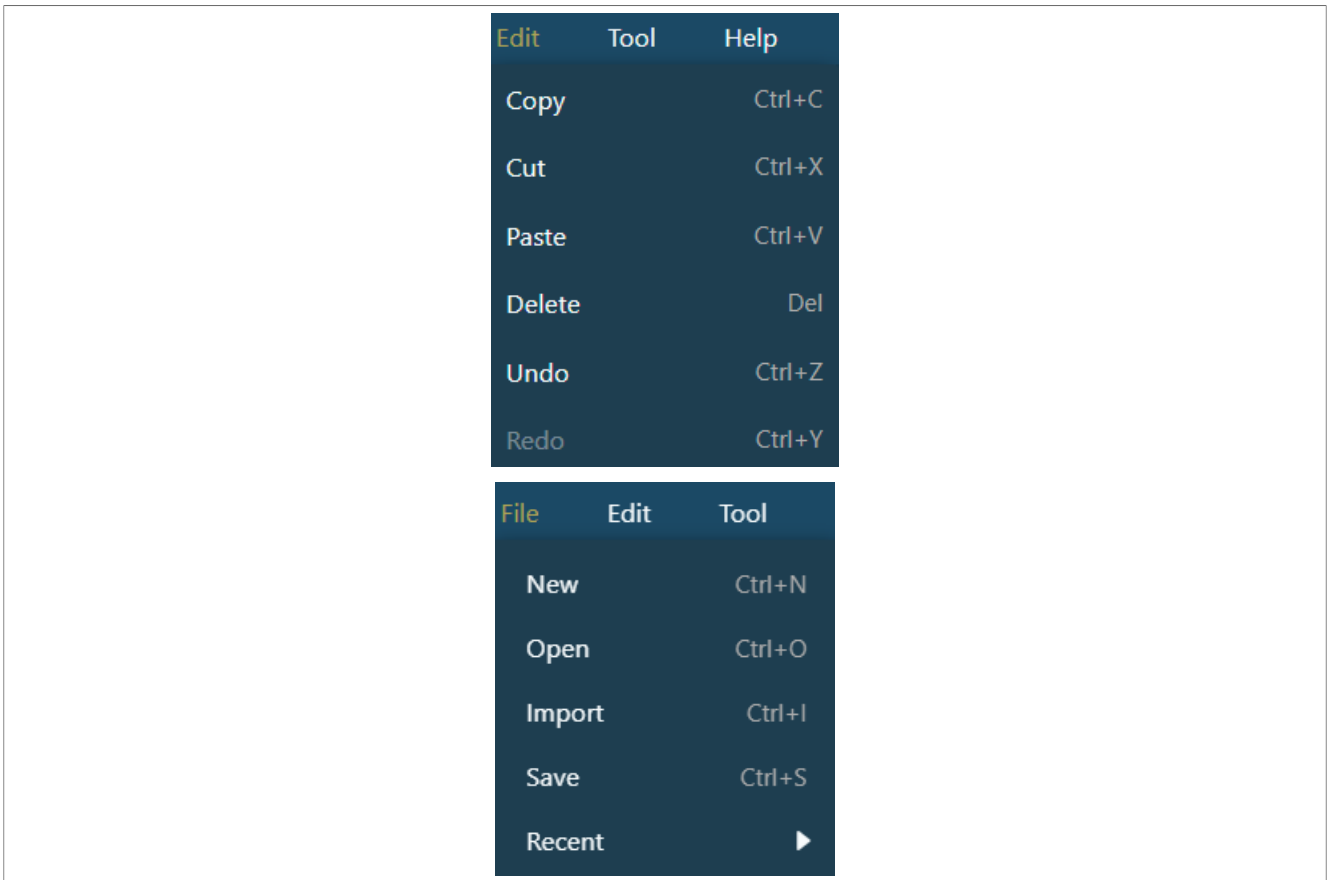 Edit Tool Help
Copy Ctrl+C
Cut Ctrl+X
Paste Ctrl+V
Delete Del
Undo Ctrl+Z
Redo Ctrl+Y
File Edit Tool
New Ctrl+N
Open Ctrl+O
Import Ctrl+I
Save Ctrl+S
Recent